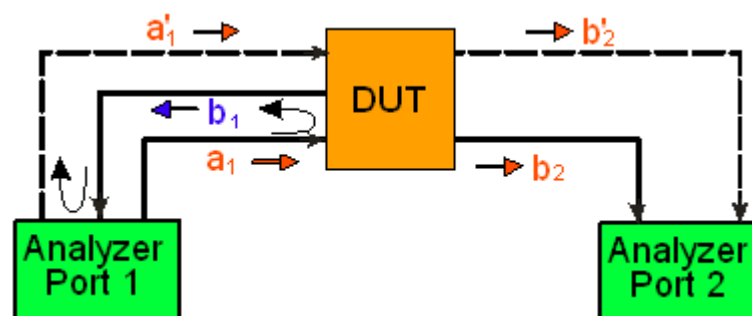 a'₁
b'₂
DUT
b₁
a₁
b₂
Analyzer
Port 1
Analyzer
Port 2